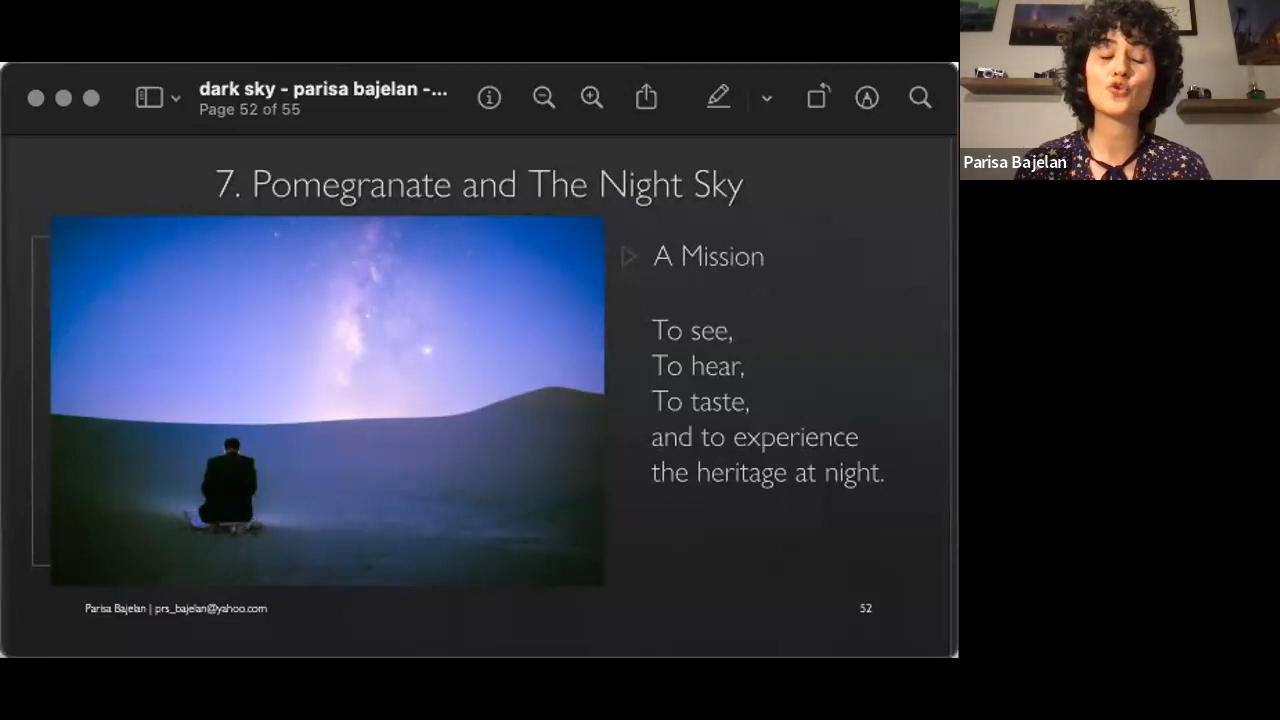 dark sky - parisa bajelan -...
Page 52 of 55
Parisa Bajelan
7. Pomegranate and The Night Sky
A Mission
To see,
To hear,
To taste,
and to experience
the heritage at night.
Parisa Bajelan | prs_bajelan@yahoo.com
52